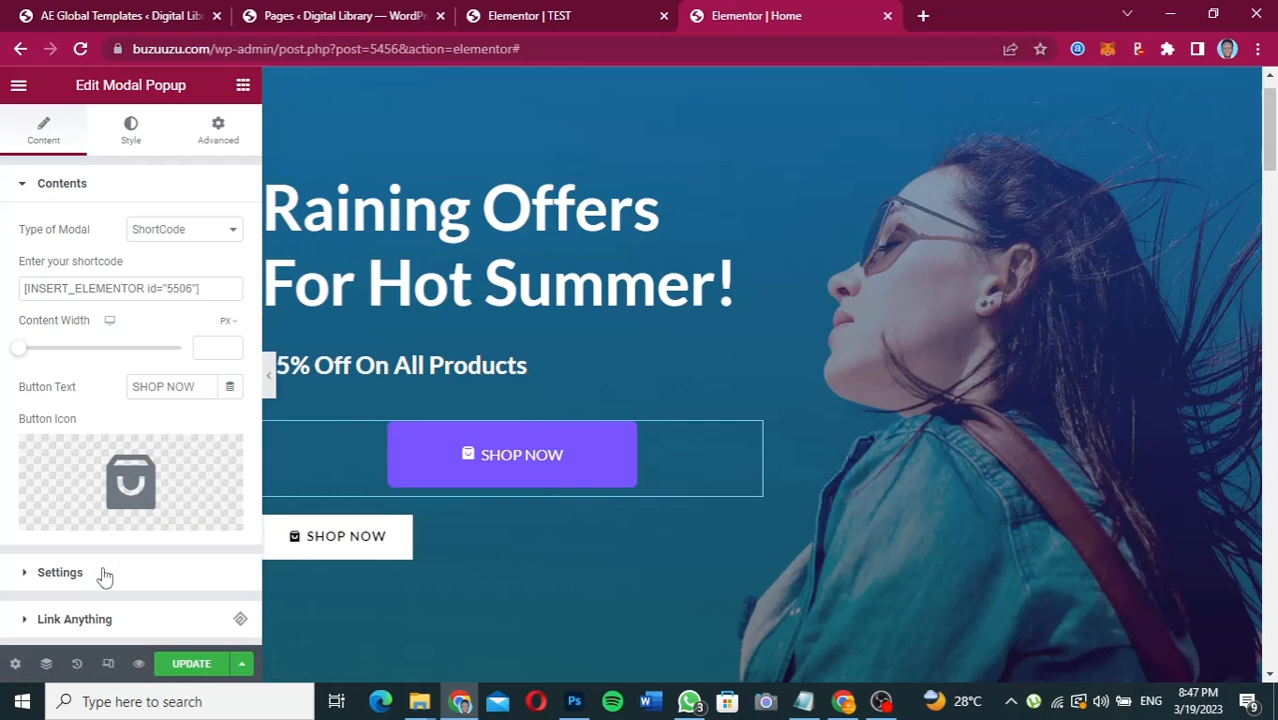 AE Global Templates ‹ Digital Lib
Pages ‹ Digital Library — WordPr
Elementor | TEST
Elementor | Home
buzuuzu.com/wp-admin/post.php?post=5456&action=elementor#
Edit Modal Popup
Content
Style
Advanced
Contents
Type of Modal
ShortCode
Enter your shortcode
[INSERT_ELEMENTOR id="5506"]
Content Width
PX
Button Text
SHOP NOW
Button Icon
Settings
Link Anything
UPDATE
Raining Offers
For Hot Summer!
5% Off On All Products
SHOP NOW
SHOP NOW
Type here to search
3
28°C
ENG
8:47 PM
3/19/2023
9